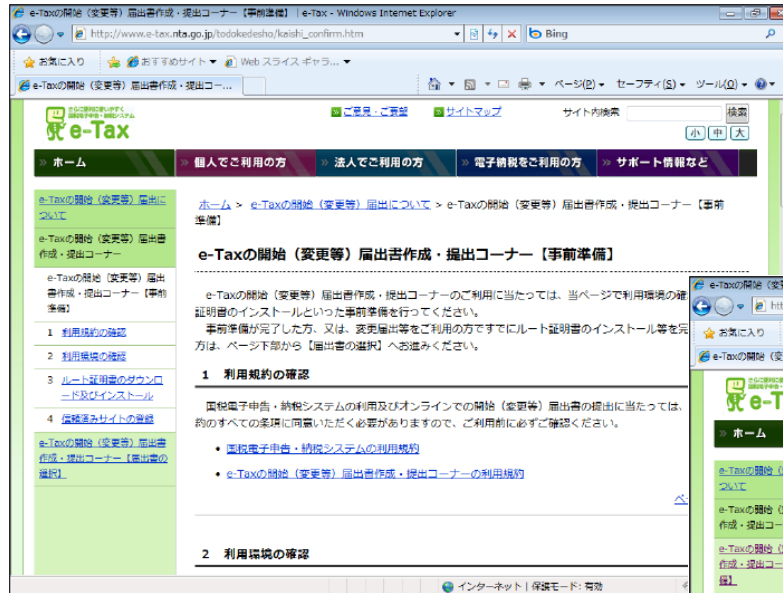 e-Taxの開始（変更等）届出書作成・提出コーナー【事前準備】 | e-Tax - Windows Internet Explorer
http://www.e-tax.nta.go.jp/todokedesho/kaishi_confirm.htm
Bing
お気に入り
おすすめサイト
Web スライス ギャラ...
e-Taxの開始（変更等）届出書作成・提出コー...
ページ(P)
セーフティ(S)
ツール(O)
e-Tax
ご意見・ご要望
サイトマップ
サイト内検索
検索
小 中 大
ホーム
個人でご利用の方
法人でご利用の方
電子納税をご利用の方
サポート情報など
e-Taxの開始（変更等）届出に
ついて
e-Taxの開始（変更等）届出書
作成・提出コーナー
e-Taxの開始（変更等）届出
書作成・提出コーナー【事前
準備】
1 利用規約の確認
2 利用環境の確認
3 ルート証明書のダウンロ
ード及びインストール
4 信頼済みサイトの登録
e-Taxの開始（変更等）届出書
作成・提出コーナー【届出書の
選択】
ホーム > e-Taxの開始（変更等）届出について > e-Taxの開始（変更等）届出書作成・提出コーナー【事前
準備】
e-Taxの開始（変更等）届出書作成・提出コーナー【事前準備】
e-Taxの開始（変更等）届出書作成・提出コーナーのご利用に当たっては、当ページで利用環境の確
証明書のインストールといった事前準備を行ってください。
事前準備が完了した方、又は、変更届出等をご利用の方ですでにルート証明書のインストール等を完
方は、ページ下部から【届出書の選択】へお進みください。
1 利用規約の確認
国税電子申告・納税システムの利用及びオンラインでの開始（変更等）届出書の提出に当たっては、
約のすべての条項に同意いただく必要がありますので、ご利用前に必ずご確認ください。
• 国税電子申告・納税システムの利用規約
• e-Taxの開始（変更等）届出書作成・提出コーナーの利用規約
ペ
2 利用環境の確認
インターネット | 保護モード: 有効
e-Taxの開始（変
htt
お気に入り
e-Taxの開始（変
e-T
ホーム
e-Taxの開始（
ついて
e-Taxの開始（
作成・提出コー
e-Taxの開始（
作成・提出コー
備】